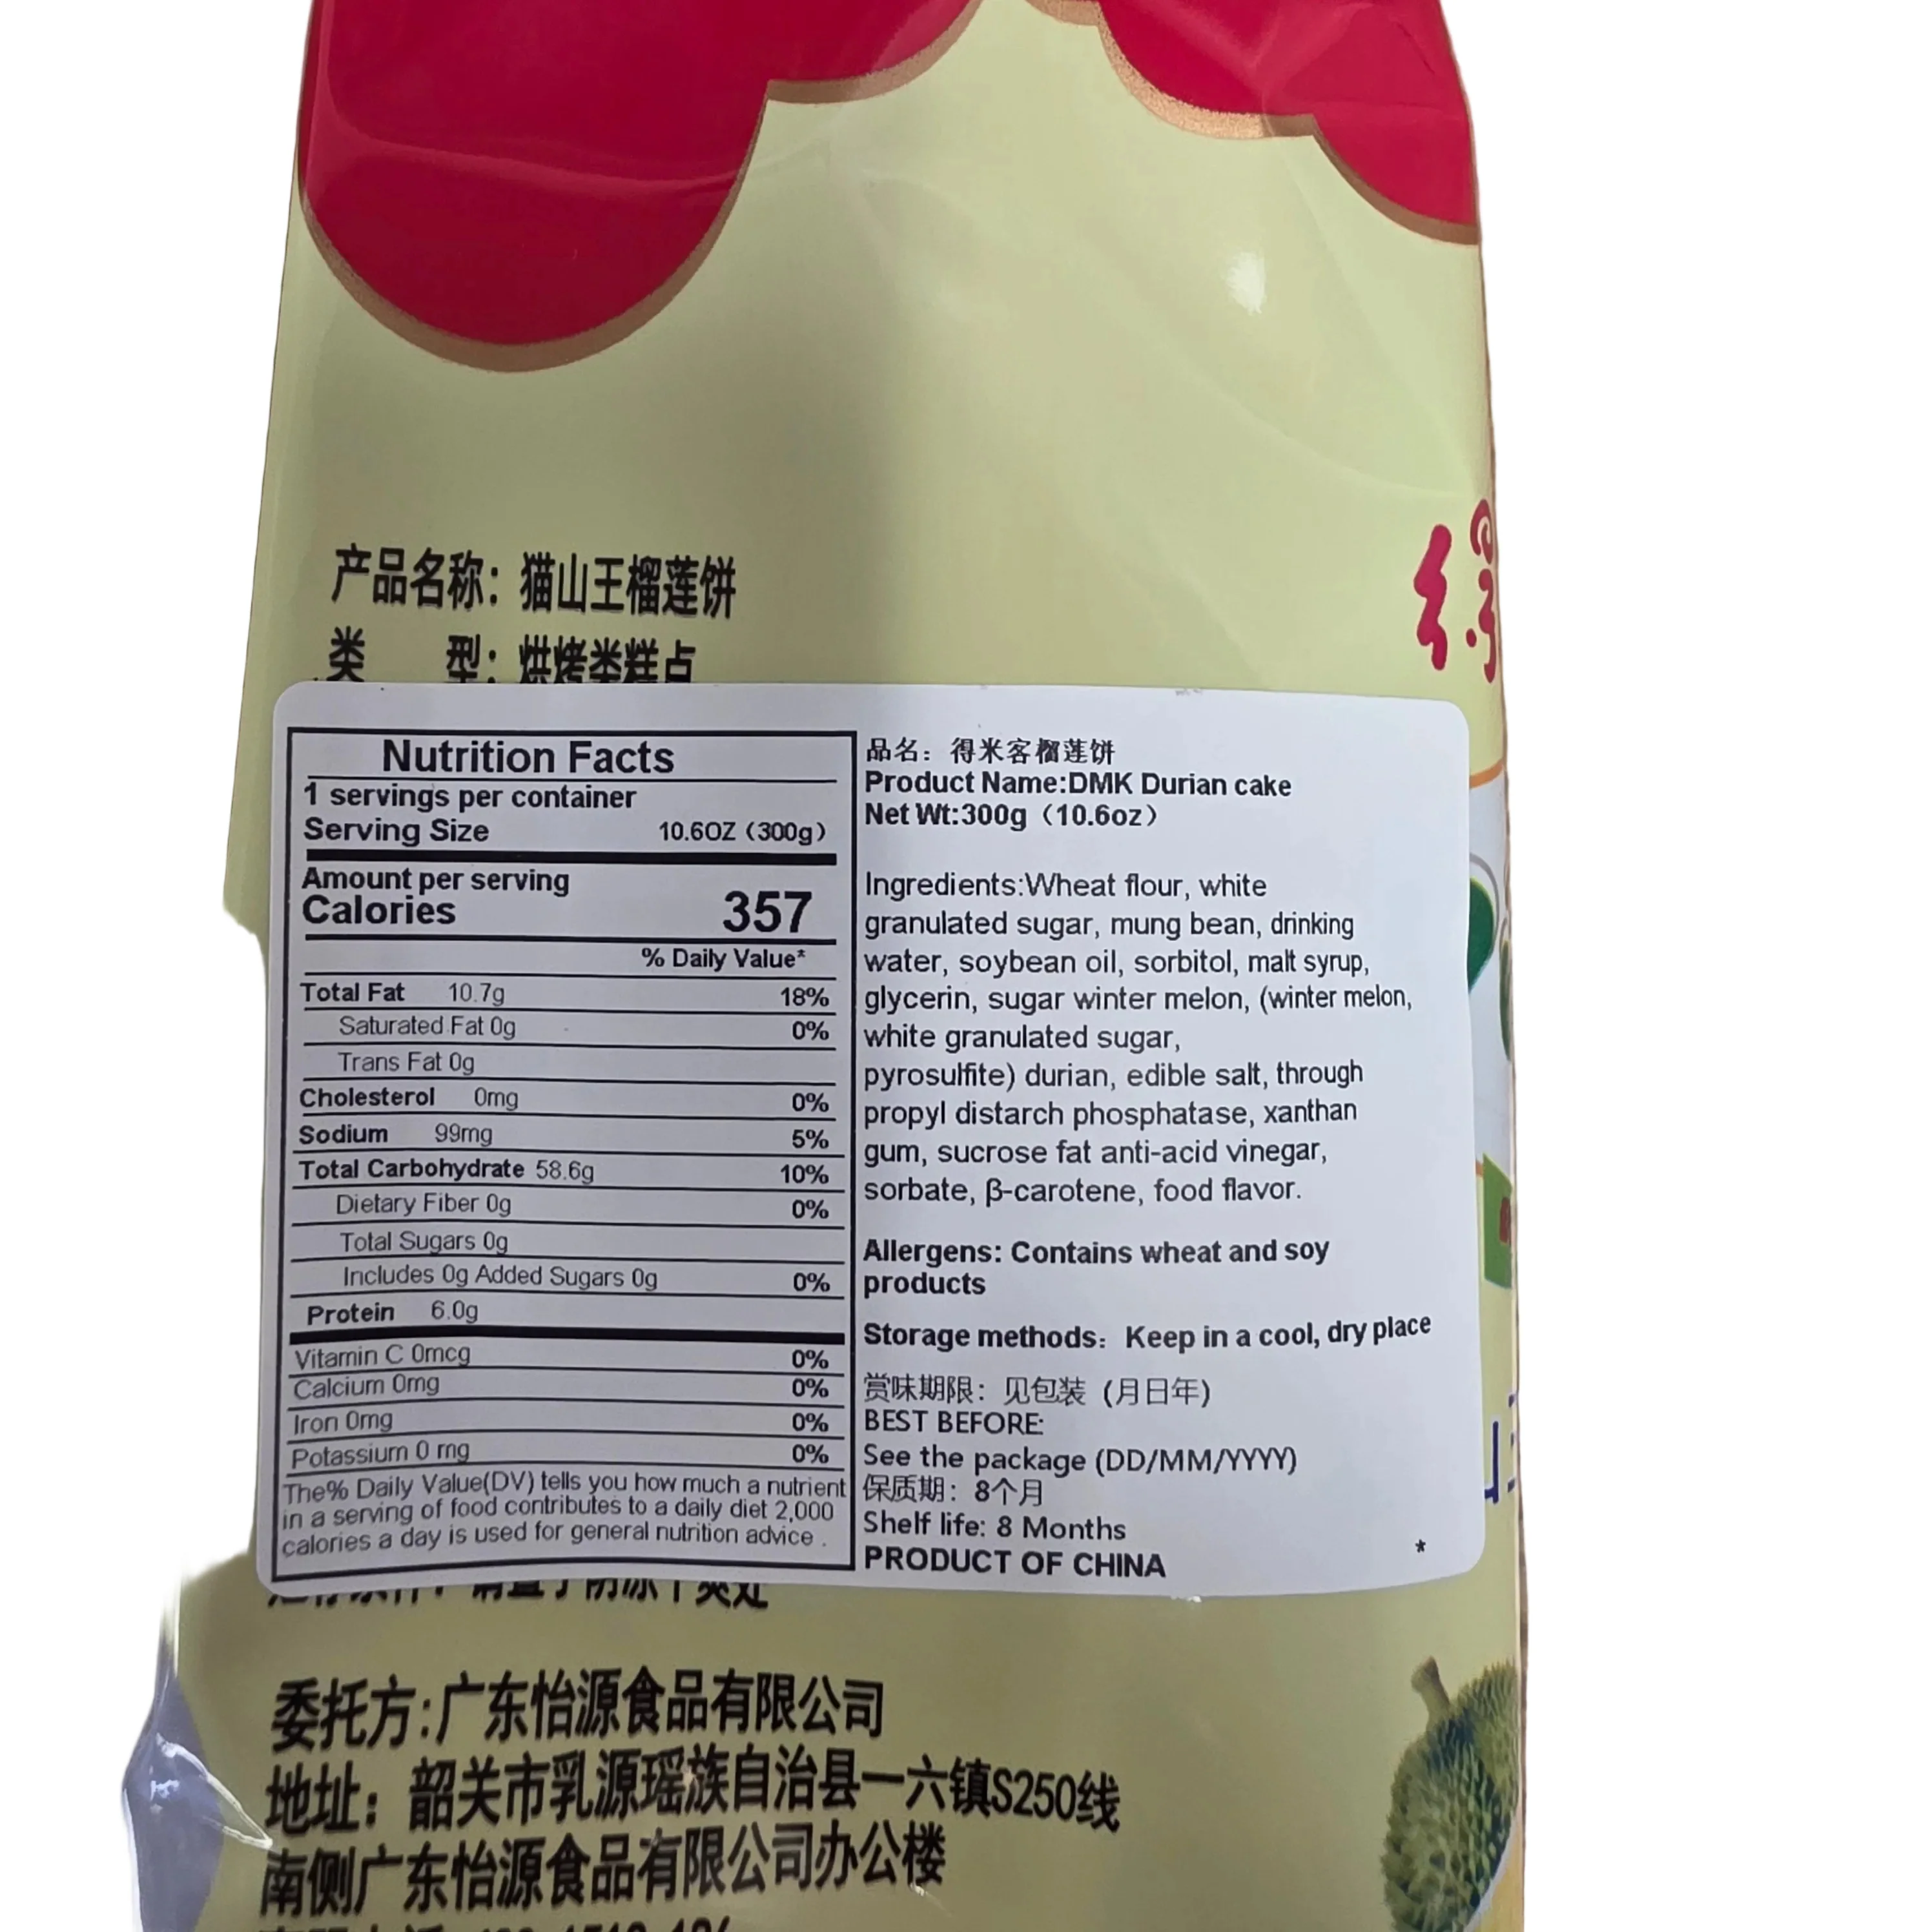 产品名称：猫山王榴莲饼
类 型：烘烤类糕点
得
Nutrition Facts
1 servings per container
Serving Size 10.6OZ（300g）
Amount per serving
Calories 357
% Daily Value*
Total Fat 10.7g 18%
Saturated Fat 0g 0%
Trans Fat 0g
Cholesterol 0mg 0%
Sodium 99mg 5%
Total Carbohydrate 58.6g 10%
Dietary Fiber 0g 0%
Total Sugars 0g
Includes 0g Added Sugars 0g 0%
Protein 6.0g
Vitamin C 0mcg 0%
Calcium 0mg 0%
Iron 0mg 0%
Potassium 0 mg 0%
The% Daily Value(DV) tells you how much a nutrient
in a serving of food contributes to a daily diet 2,000
calories a day is used for general nutrition advice .
品名：得米客榴莲饼
Product Name:DMK Durian cake
Net Wt:300g（10.6oz）
Ingredients:Wheat flour, white
granulated sugar, mung bean, drinking
water, soybean oil, sorbitol, malt syrup,
glycerin, sugar winter melon, (winter melon,
white granulated sugar,
pyrosulfite) durian, edible salt, through
propyl distarch phosphatase, xanthan
gum, sucrose fat anti-acid vinegar,
sorbate, β-carotene, food flavor.
Allergens: Contains wheat and soy
products
Storage methods：Keep in a cool, dry place
赏味期限：见包装 (月日年)
BEST BEFORE:
See the package (DD/MM/YYYY)
保质期：8个月
Shelf life: 8 Months
PRODUCT OF CHINA
*
委托方:广东怡源食品有限公司
地址：韶关市乳源瑶族自治县一六镇S250线
南侧广东怡源食品有限公司办公楼